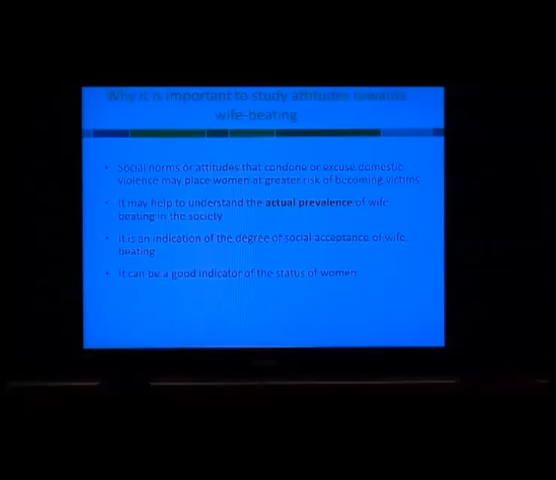 Why it is important to study attitudes towards
wife-beating
• Social norms or attitudes that condone or excuse domestic
violence may place women at greater risk of becoming victims
• It may help to understand the actual prevalence of wife
beating in the society
• It is an indication of the degree of social acceptance of wife
beating
• It can be a good indicator of the status of women